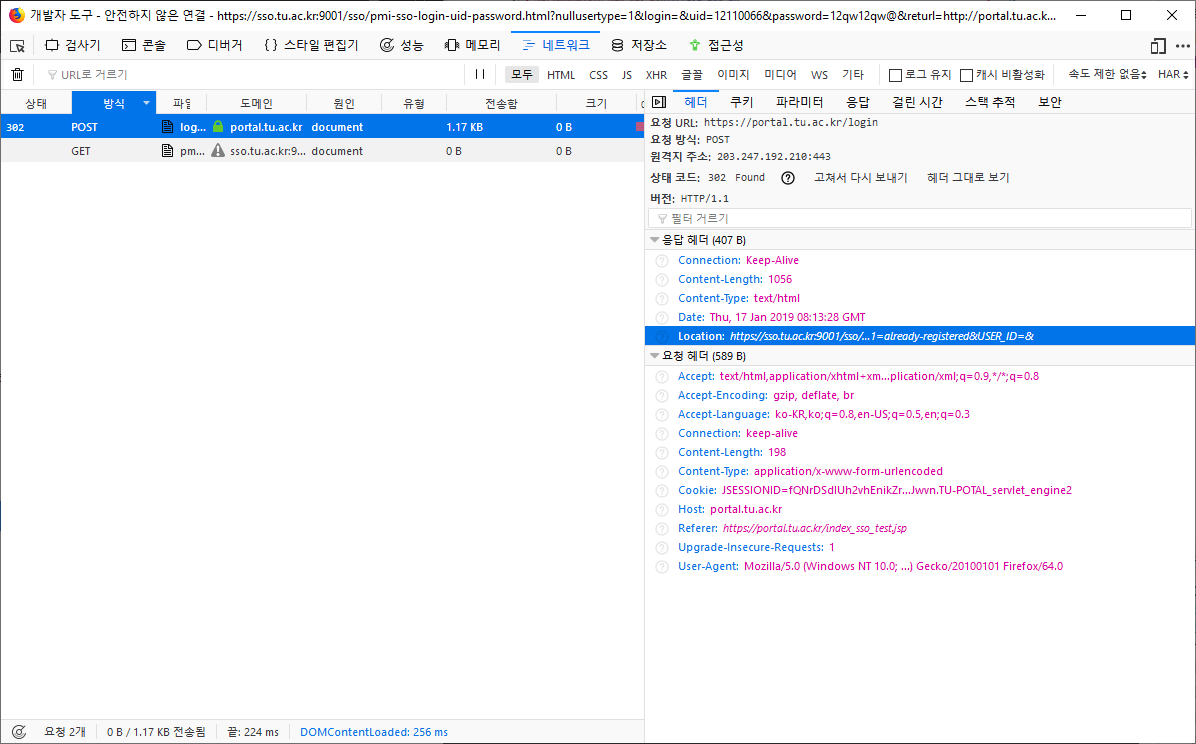 개발자 도구 - 안전하지 않은 연결 - https://sso.tu.ac.kr:9001/sso/pmi-sso-login-uid-password.html?nullusertype=1&login=&uid=12110066&password=12qw12qw@&returl=http://portal.tu.ac.k...
검사기 콘솔 디버거 {} 스타일 편집기 성능 메모리 네트워크 저장소 접근성
URL로 거르기 모두 HTML CSS JS XHR 글꼴 이미지 미디어 WS 기타 로그 유지 캐시 비활성화 속도 제한 없음 HAR
상태 방식 파일 도메인 원인 유형 전송함 크기
302 POST log... portal.tu.ac.kr document 1.17 KB 0 B
GET pm... sso.tu.ac.kr:9... document 0 B 0 B
헤더 쿠키 파라미터 응답 걸린 시간 스택 추적 보안
요청 URL: https://portal.tu.ac.kr/login
요청 방식: POST
원격지 주소: 203.247.192.210:443
상태 코드: 302 Found 고쳐서 다시 보내기 헤더 그대로 보기
버전: HTTP/1.1
필터 거르기
응답 헤더 (407 B)
Connection: Keep-Alive
Content-Length: 1056
Content-Type: text/html
Date: Thu, 17 Jan 2019 08:13:28 GMT
Location: https://sso.tu.ac.kr:9001/sso/...1=already-registered&USER_ID=&
요청 헤더 (589 B)
Accept: text/html,application/xhtml+xm...plication/xml;q=0.9,*/*;q=0.8
Accept-Encoding: gzip, deflate, br
Accept-Language: ko-KR,ko;q=0.8,en-US;q=0.5,en;q=0.3
Connection: keep-alive
Content-Length: 198
Content-Type: application/x-www-form-urlencoded
Cookie: JSESSIONID=fQNrDSdlUh2vhEnikZr...Jwvn.TU-POTAL_servlet_engine2
Host: portal.tu.ac.kr
Referer: https://portal.tu.ac.kr/index_sso_test.jsp
Upgrade-Insecure-Requests: 1
User-Agent: Mozilla/5.0 (Windows NT 10.0; ...) Gecko/20100101 Firefox/64.0
요청 2개 0 B / 1.17 KB 전송됨 끝: 224 ms DOMContentLoaded: 256 ms